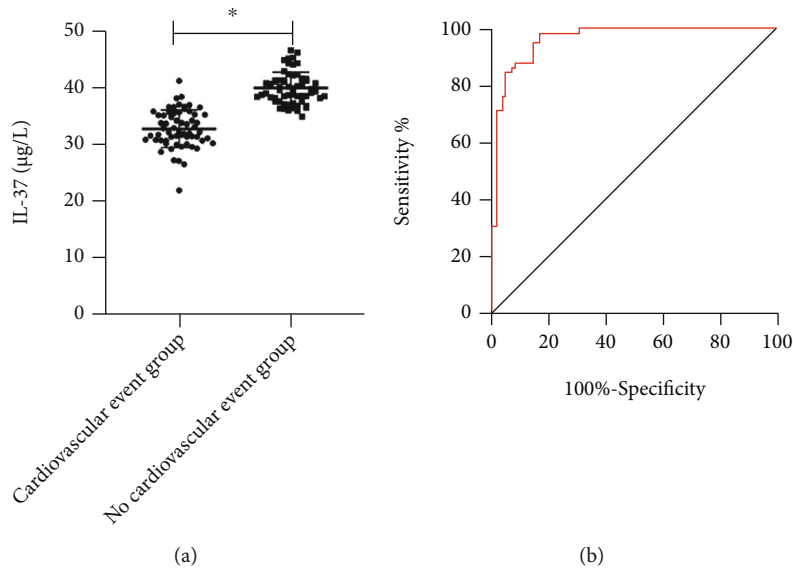 *
50
40
30
20
10
0
IL-37 (µg/L)
Cardiovascular event group
No cardiovascular event group
(a)
100
80
60
40
20
0
Sensitivity %
0 20 40 60 80 100
100%-Specificity
(b)